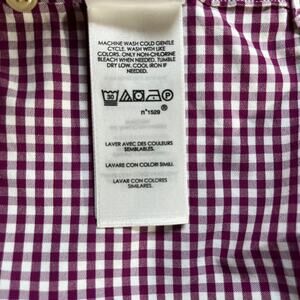 MACHINE WASH COLD GENTLE
CYCLE. WASH WITH LIKE
COLORS. ONLY NON-CHLORINE
BLEACH WHEN NEEDED. TUMBLE
DRY LOW. COOL IRON IF
NEEDED.
n°1529
LAVER AVEC DES COULEURS
SEMBLABLES.
LAVARE CON COLORI SIMILI.
LAVAR CON COLORES
SIMILARES.